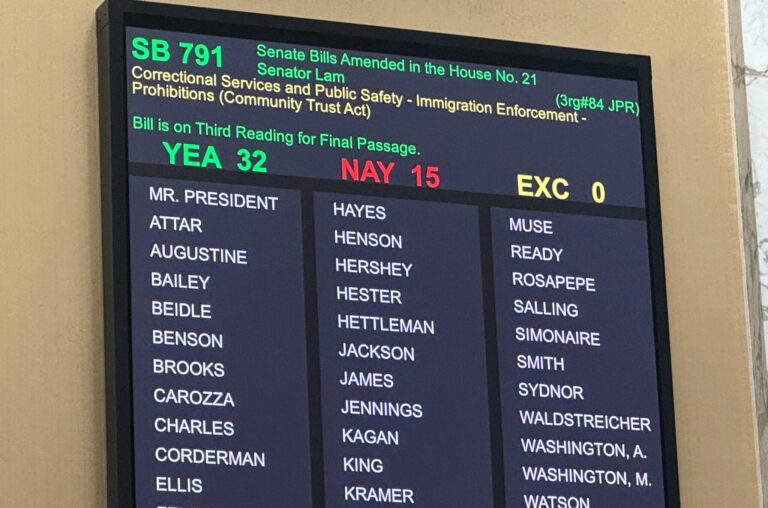 SB 791
Senate Bills Amended in the House No. 21
Senator Lam
(3rg#84 JPR)
Correctional Services and Public Safety - Immigration Enforcement -
Prohibitions (Community Trust Act)
Bill is on Third Reading for Final Passage.
YEA 32
NAY 15
EXC 0
MR. PRESIDENT
ATTAR
AUGUSTINE
BAILEY
BEIDLE
BENSON
BROOKS
CAROZZA
CHARLES
CORDERMAN
ELLIS
HAYES
HENSON
HERSHEY
HESTER
HETTLEMAN
JACKSON
JAMES
JENNINGS
KAGAN
KING
KRAMER
MUSE
READY
ROSAPEPE
SALLING
SIMONAIRE
SMITH
SYDNOR
WALDSTREICHER
WASHINGTON, A.
WASHINGTON, M.
WATSON